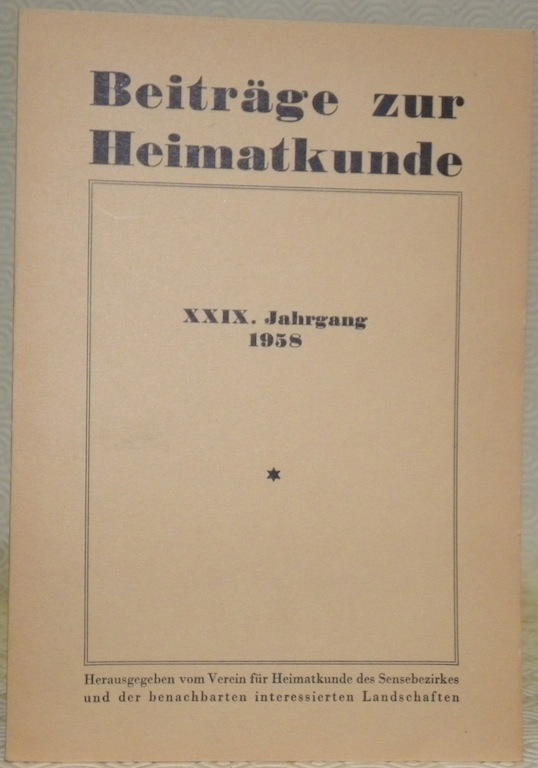 Beiträge zur
Heimatkunde
XXIX. Jahrgang
1958
Herausgegeben vom Verein für Heimatkunde des Sensebezirkes
und der benachbarten interessierten Landschaften